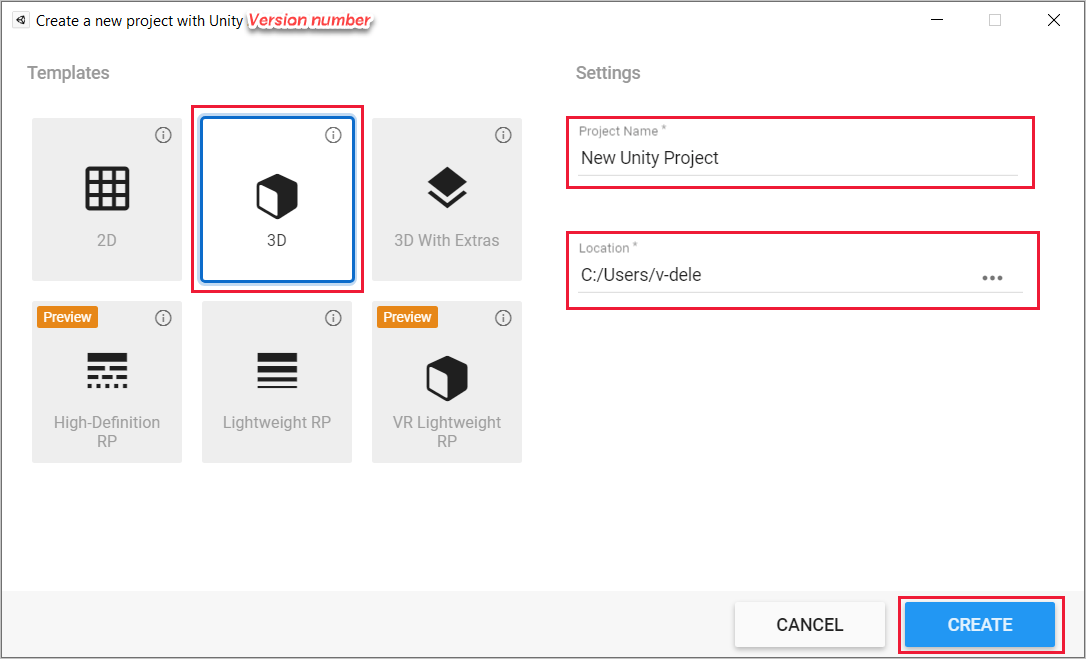 Create a new project with Unity Version number
Templates
Settings
2D
3D
3D With Extras
Preview
High-Definition
RP
Lightweight RP
Preview
VR Lightweight
RP
Project Name *
New Unity Project
Location *
C:/Users/v-dele
CANCEL
CREATE